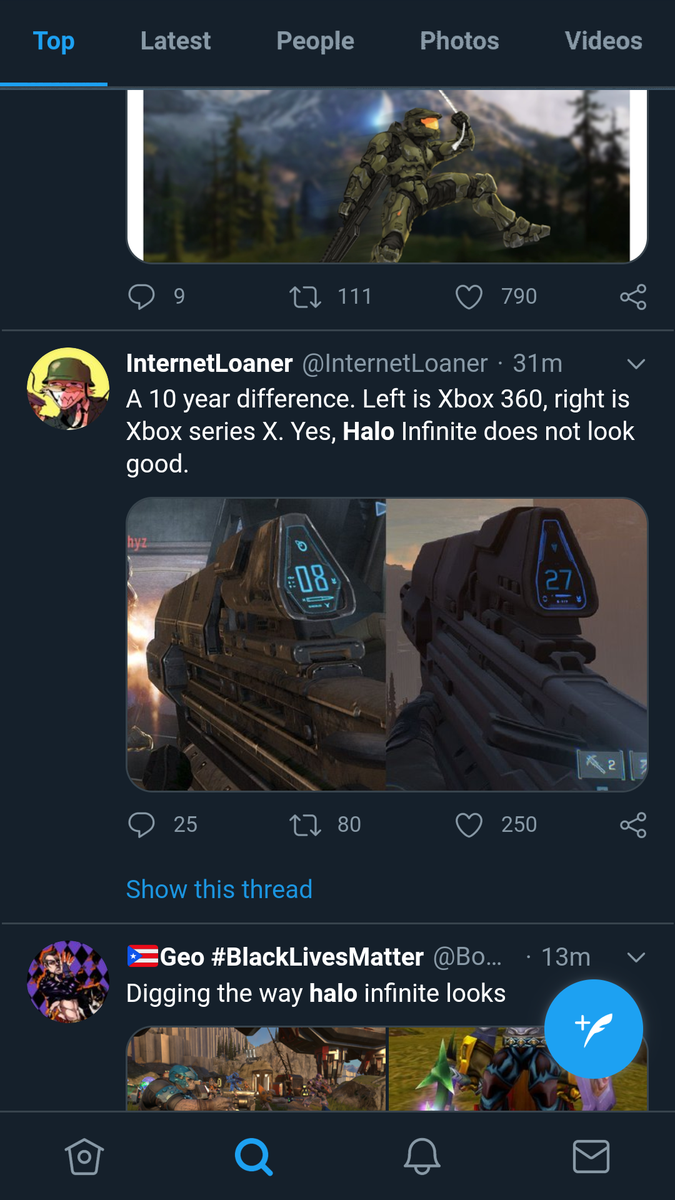 Top Latest People Photos Videos
9 111 790
InternetLoaner @InternetLoaner · 31m
A 10 year difference. Left is Xbox 360, right is
Xbox series X. Yes, Halo Infinite does not look
good.
hyz
08
27
2
25 80 250
Show this thread
🇵🇷Geo #BlackLivesMatter @Bo... · 13m
Digging the way halo infinite looks